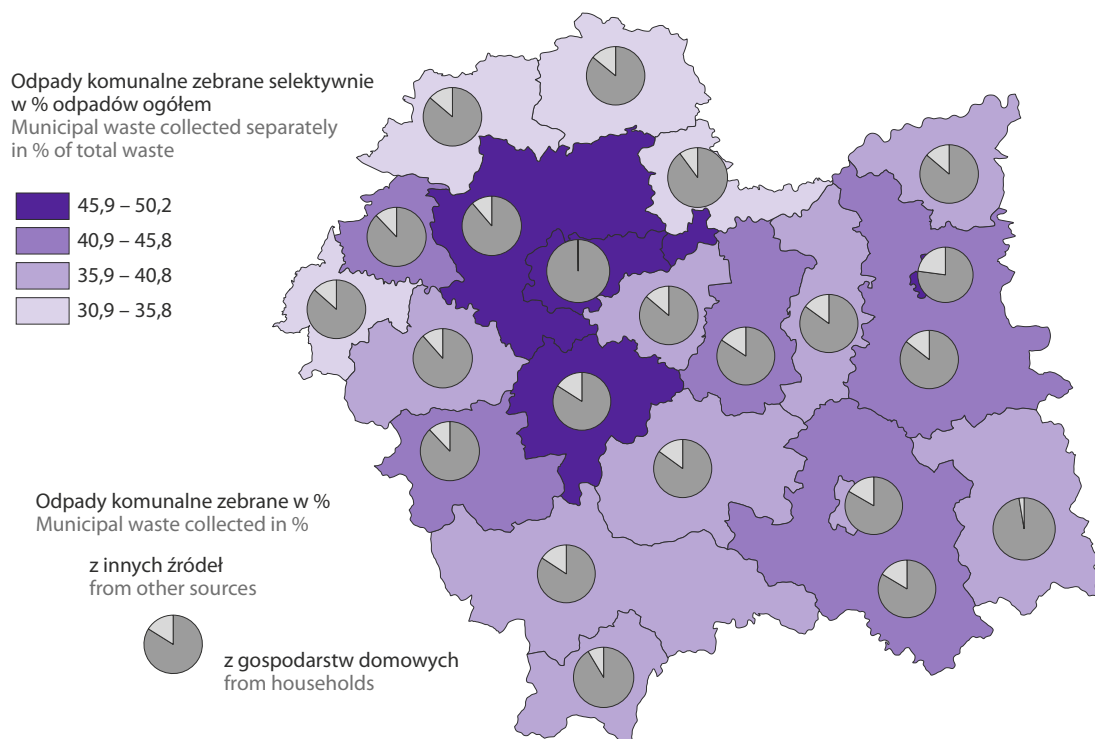 Odpady komunalne zebrane selektywnie
w % odpadów ogółem
Municipal waste collected separately
in % of total waste
45,9 – 50,2
40,9 – 45,8
35,9 – 40,8
30,9 – 35,8
Odpady komunalne zebrane w %
Municipal waste collected in %
z innych źródeł
from other sources
z gospodarstw domowych
from households